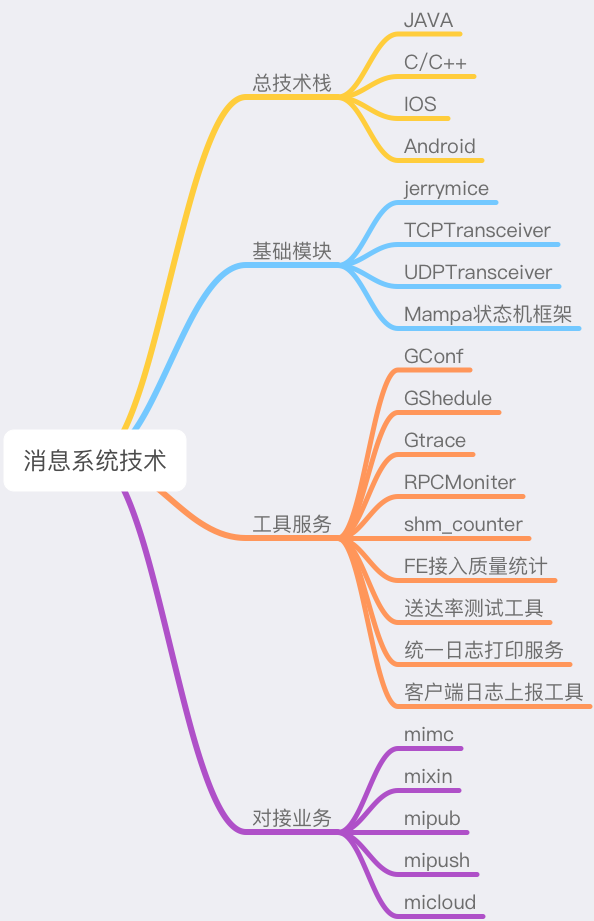 消息系统技术
总技术栈
JAVA
C/C++
IOS
Android
基础模块
jerrymice
TCPTransceiver
UDPTransceiver
Mampa状态机框架
工具服务
GConf
GShedule
Gtrace
RPCMoniter
shm_counter
FE接入质量统计
送达率测试工具
统一日志打印服务
客户端日志上报工具
对接业务
mimc
mixin
mipub
mipush
micloud